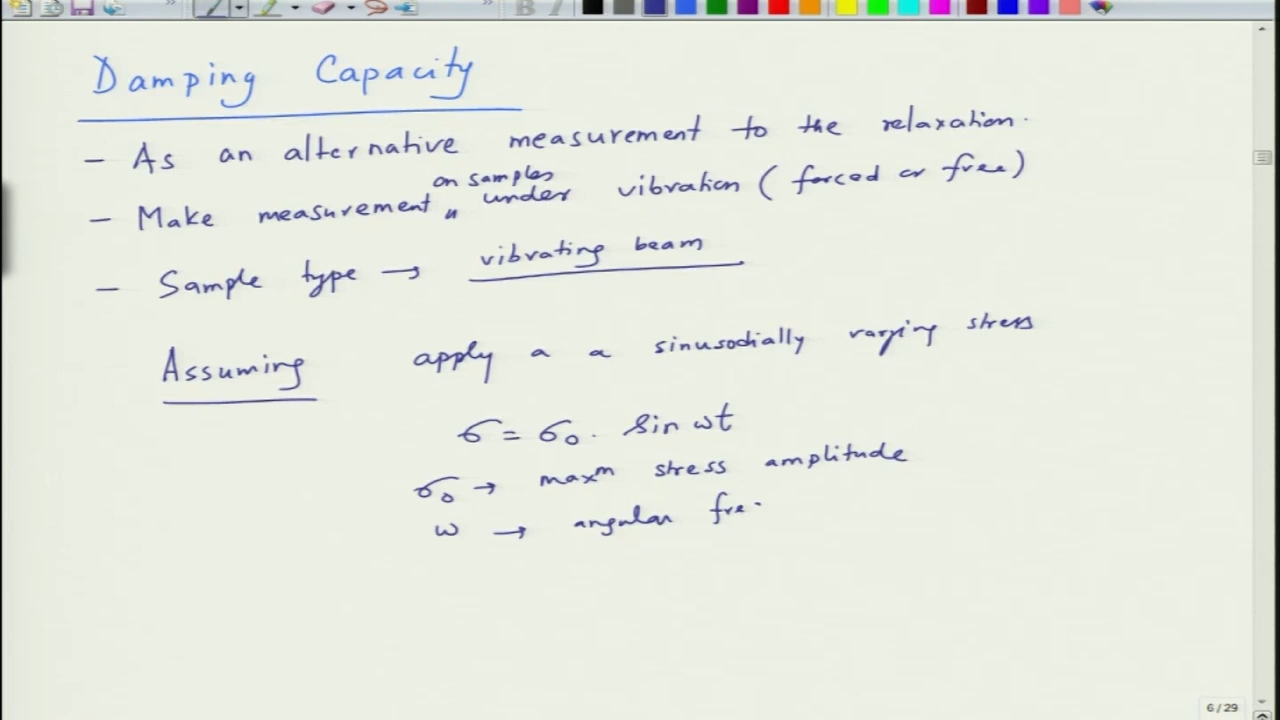 Damping Capacity
- As an alternative measurement to the relaxation.
on samples
- Make measurement under vibration (forced or free)
- Sample type → vibrating beam
Assuming apply a a sinusodially varying stress
σ = σ₀. Sin ωt
σ₀ → maxᵐ stress amplitude
ω → angular fre-
6/29